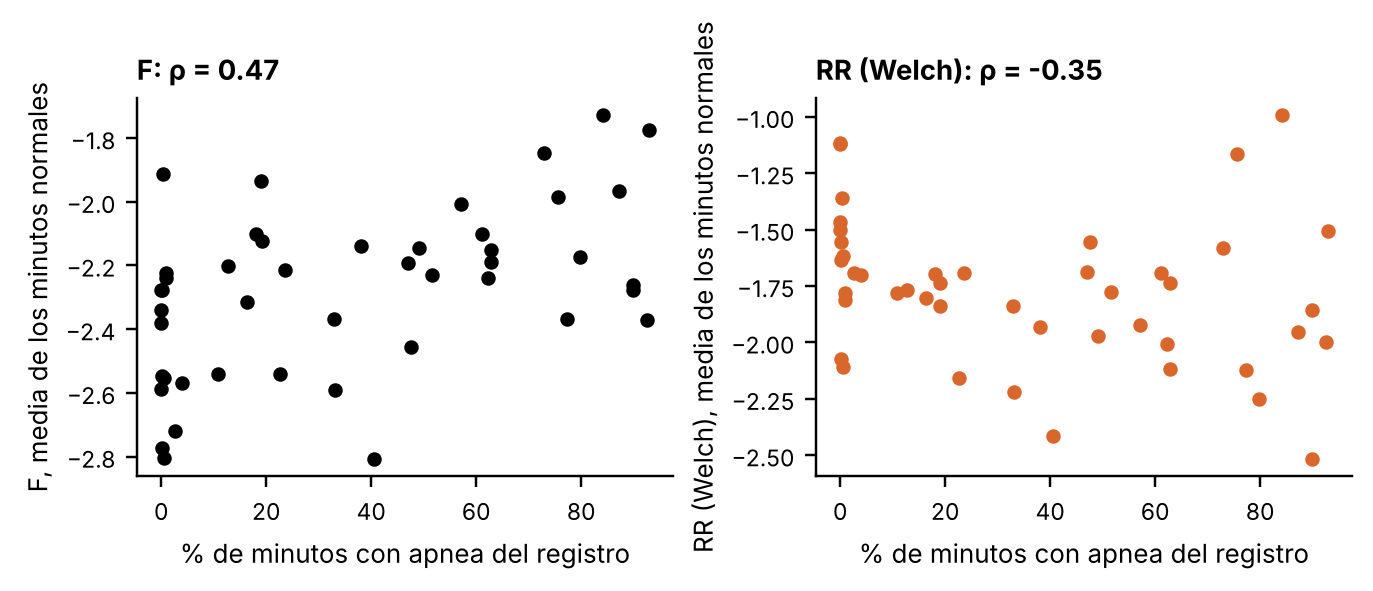 F: ρ = 0.47
F, media de los minutos normales
−1.8
−2.0
−2.2
−2.4
−2.6
−2.8
0 20 40 60 80
% de minutos con apnea del registro
RR (Welch): ρ = -0.35
RR (Welch), media de los minutos normales
−1.00
−1.25
−1.50
−1.75
−2.00
−2.25
−2.50
0 20 40 60 80
% de minutos con apnea del registro